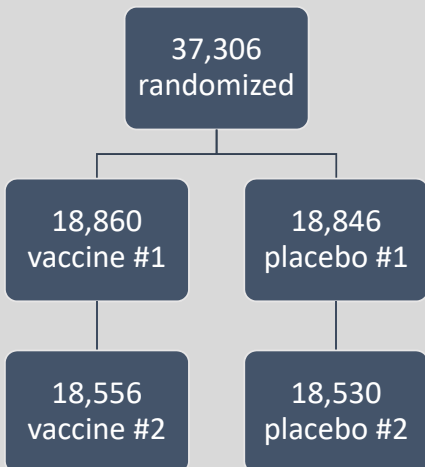 37,306
randomized
18,860
vaccine #1
18,846
placebo #1
18,556
vaccine #2
18,530
placebo #2